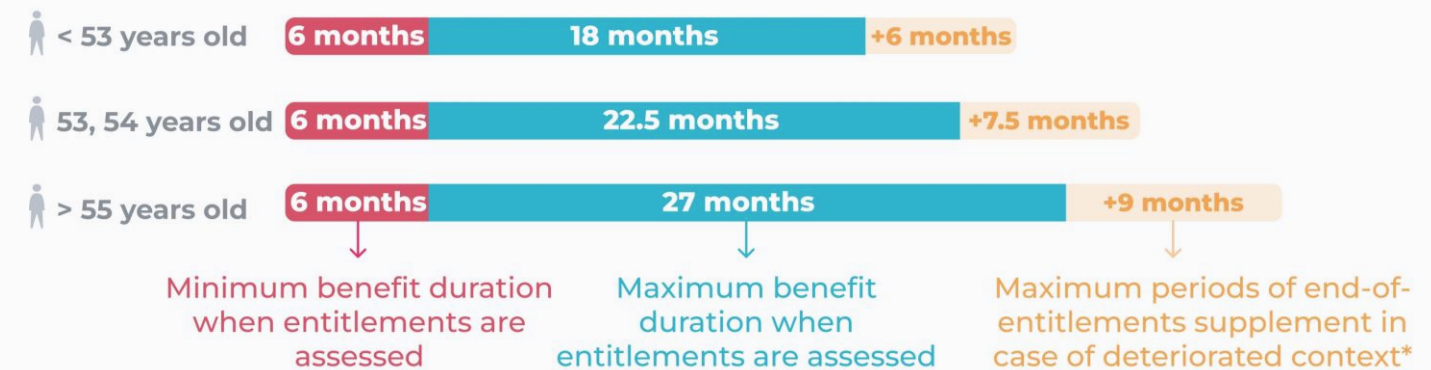 < 53 years old 6 months 18 months +6 months
53, 54 years old 6 months 22.5 months +7.5 months
> 55 years old 6 months 27 months +9 months
Minimum benefit duration
when entitlements are
assessed
Maximum benefit
duration when
entitlements are assessed
Maximum periods of end-of-
entitlements supplement in
case of deteriorated context*